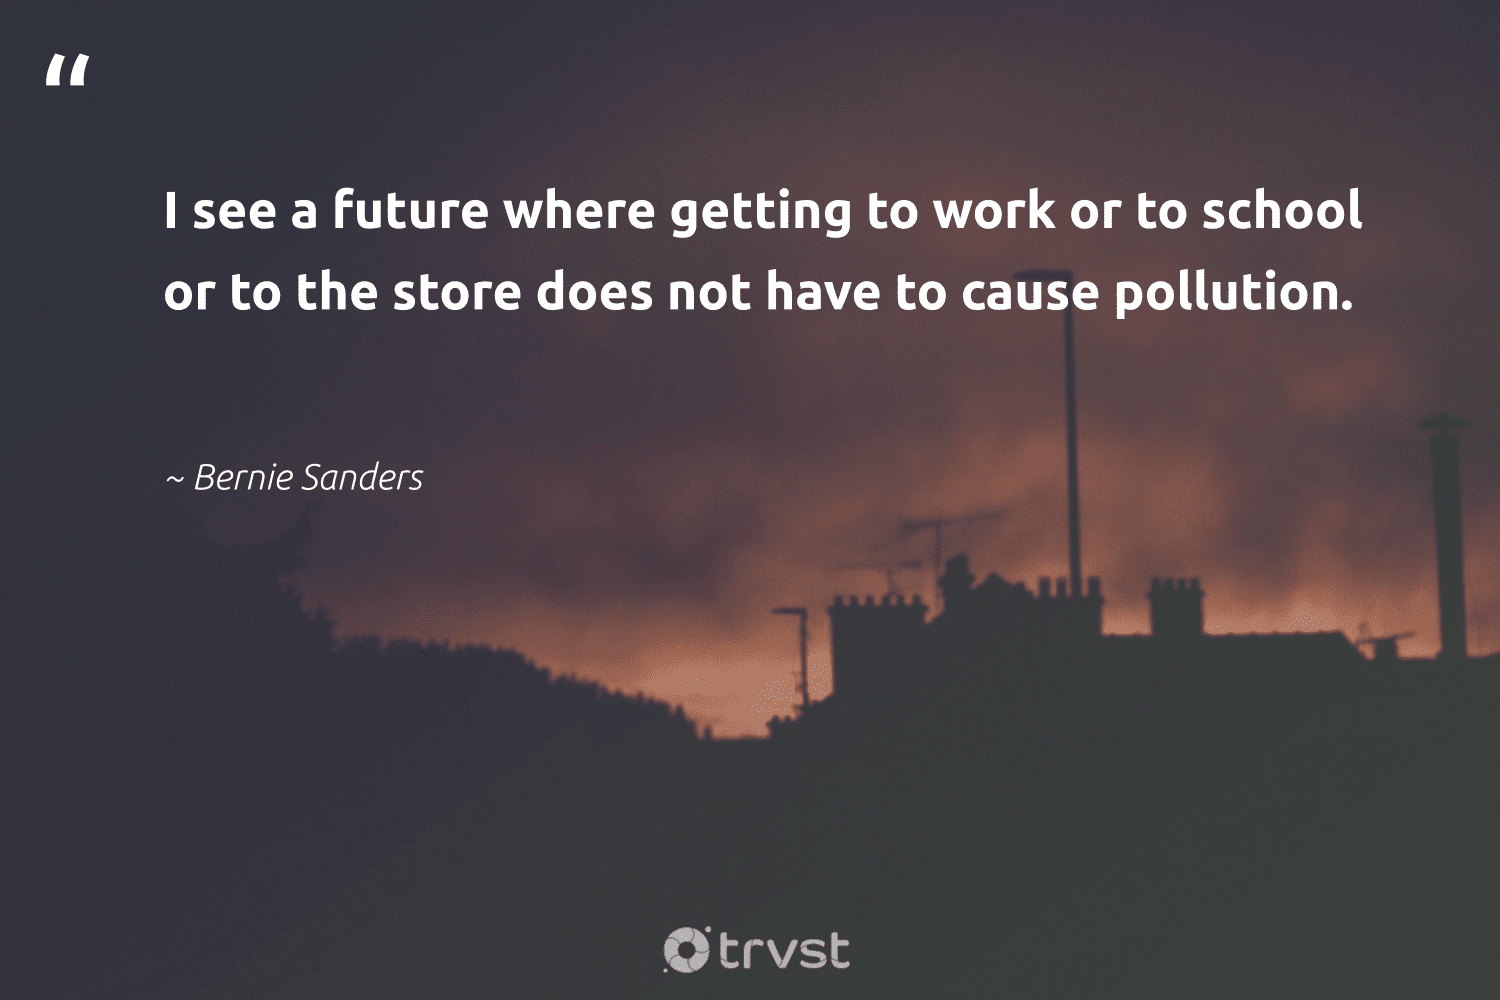 “
I see a future where getting to work or to school
or to the store does not have to cause pollution.
~ Bernie Sanders
trvst